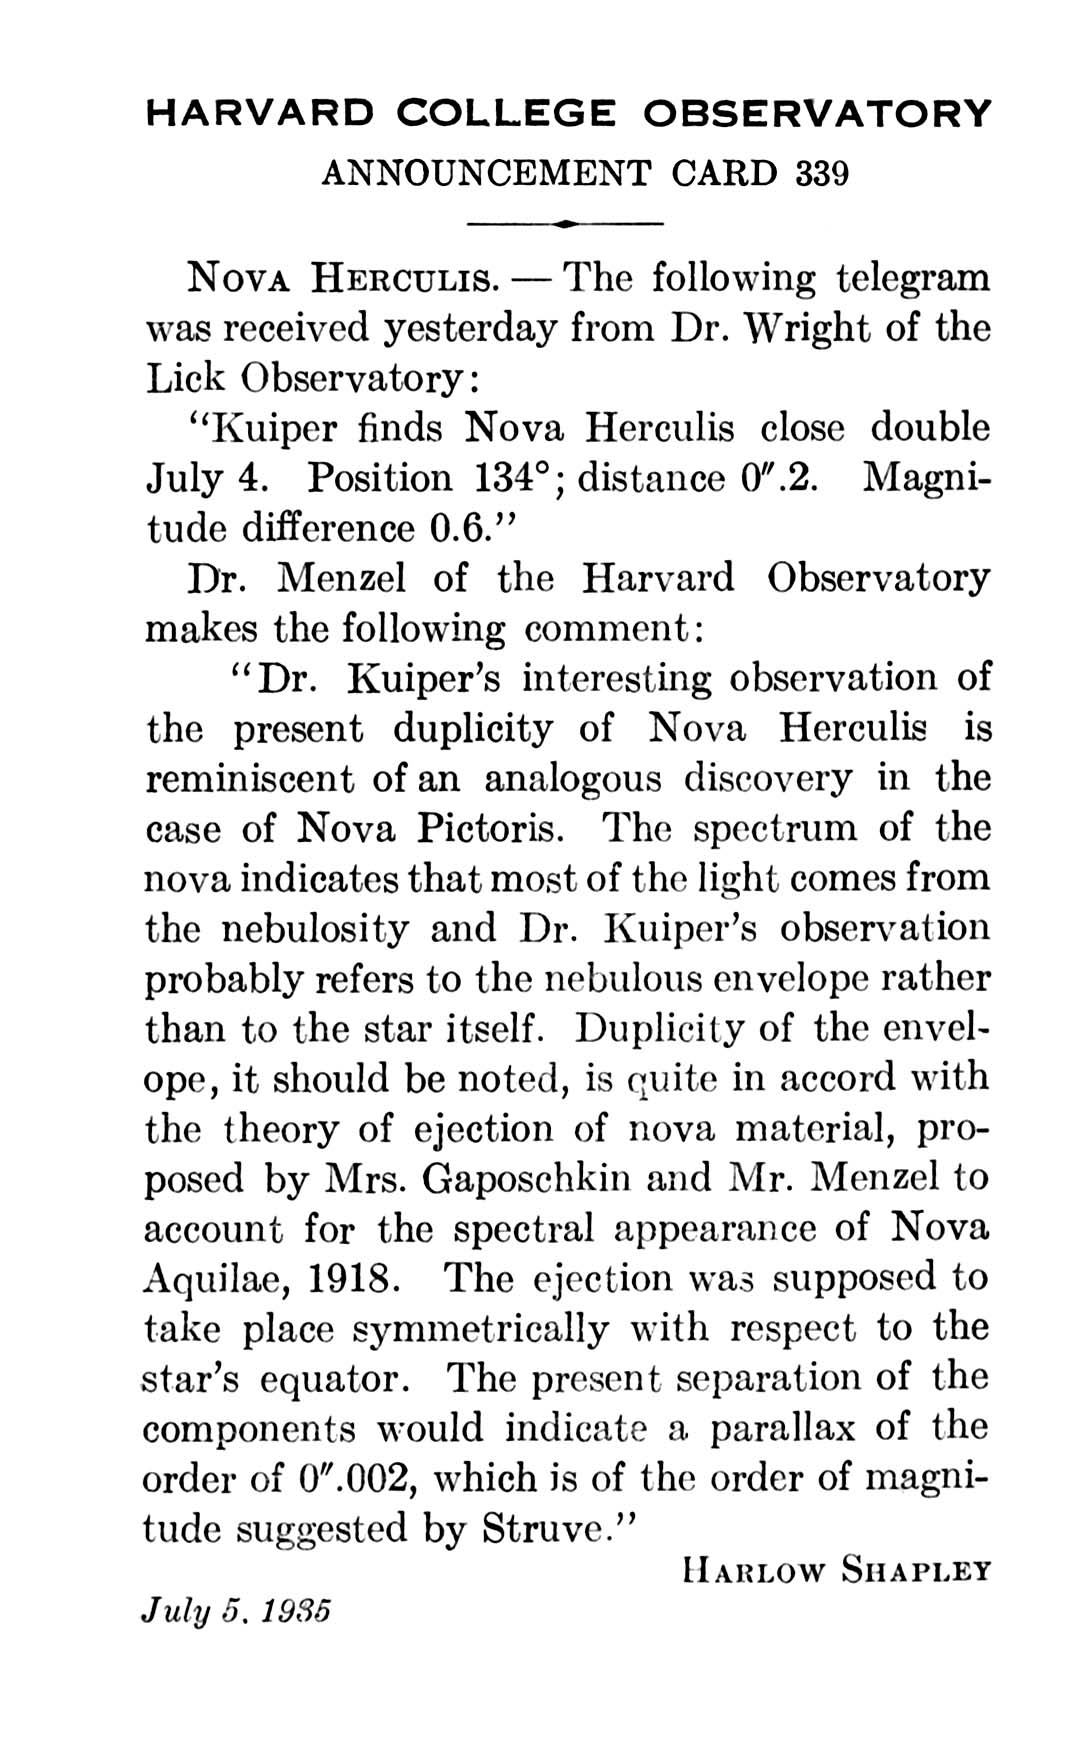 HARVARD COLLEGE OBSERVATORY
ANNOUNCEMENT CARD 339
NOVA HERCULIS. — The following telegram
was received yesterday from Dr. Wright of the
Lick Observatory:
“Kuiper finds Nova Herculis close double
July 4. Position 134°; distance 0″.2. Magni-
tude difference 0.6.”
Dr. Menzel of the Harvard Observatory
makes the following comment:
“Dr. Kuiper’s interesting observation of
the present duplicity of Nova Herculis is
reminiscent of an analogous discovery in the
case of Nova Pictoris. The spectrum of the
nova indicates that most of the light comes from
the nebulosity and Dr. Kuiper’s observation
probably refers to the nebulous envelope rather
than to the star itself. Duplicity of the envel-
ope, it should be noted, is quite in accord with
the theory of ejection of nova material, pro-
posed by Mrs. Gaposchkin and Mr. Menzel to
account for the spectral appearance of Nova
Aquilae, 1918. The ejection was supposed to
take place symmetrically with respect to the
star’s equator. The present separation of the
components would indicate a parallax of the
order of 0″.002, which is of the order of magni-
tude suggested by Struve.”
HARLOW SHAPLEY
July 5, 1935